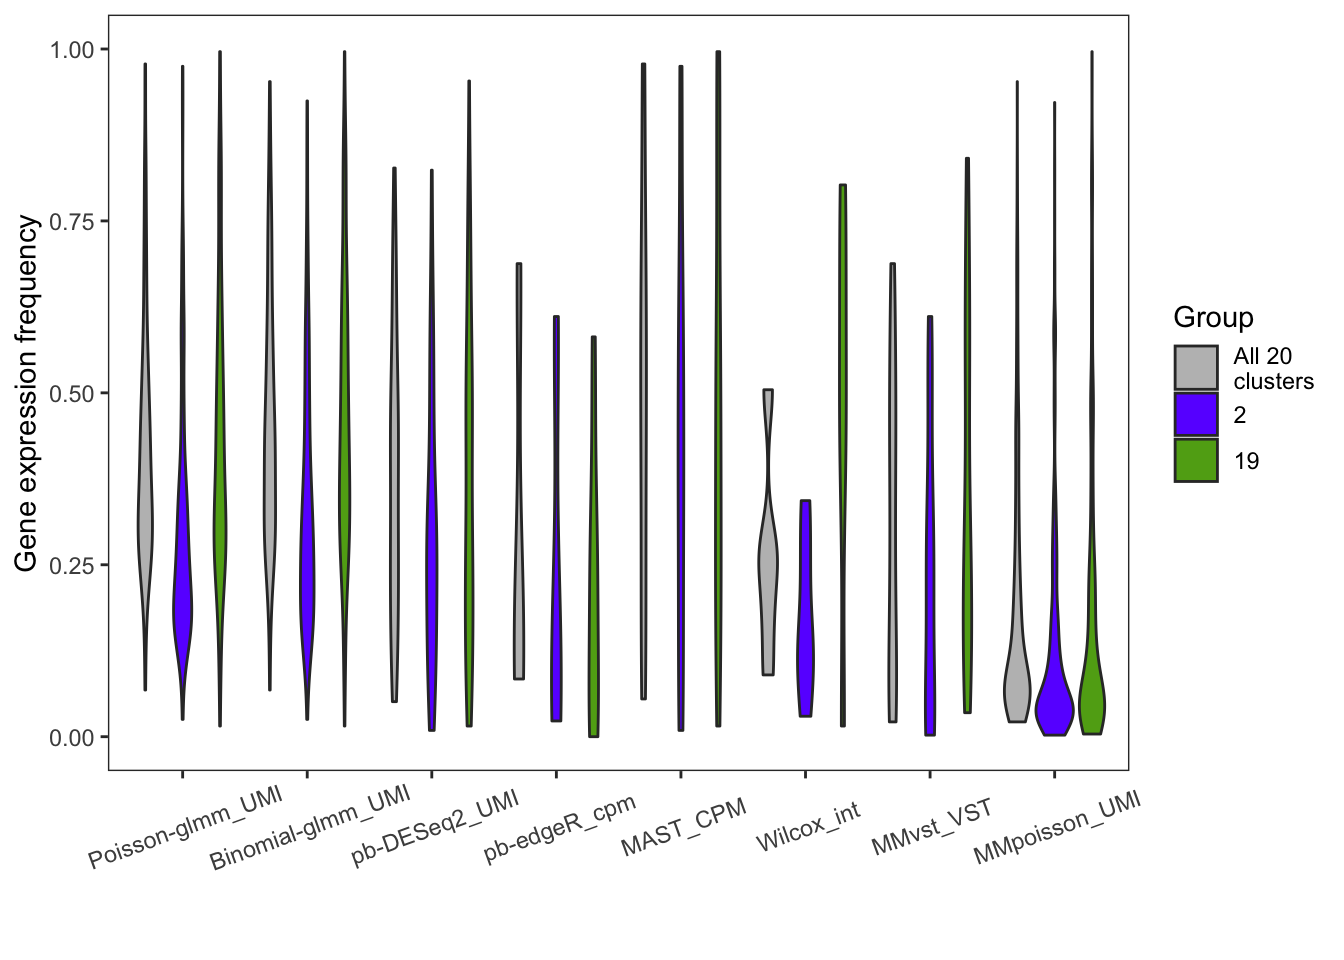 Gene expression frequency
1.00
0.75
0.50
0.25
0.00
Poisson-glmm_UMI
Binomial-glmm_UMI
pb-DESeq2_UMI
pb-edgeR_cpm
MAST_CPM
Wilcox_int
MMvst_VST
MMpoisson_UMI
Group
All 20
clusters
2
19